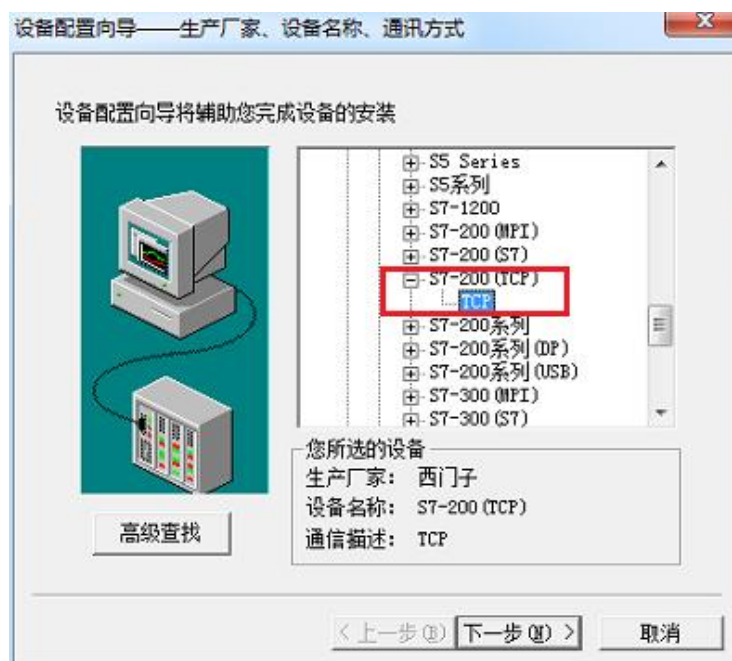 设备配置向导——生产厂家、设备名称、通讯方式
设备配置向导将辅助您完成设备的安装
S5 Series
S5系列
S7-1200
S7-200(MPI)
S7-200(S7)
S7-200(TCP)
TCP
S7-200系列
S7-200系列(DP)
S7-200系列(USB)
S7-300(MPI)
S7-300(S7)
您所选的设备
生产厂家： 西门子
设备名称： S7-200(TCP)
通信描述： TCP
高级查找
<上一步(B) 下一步(N) > 取消